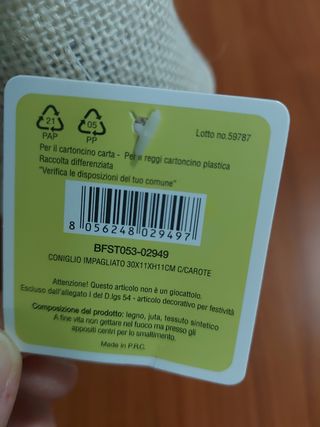 21
PAP
05
PP
Lotto no.59787
Per il cartoncino carta - Per il reggi cartoncino plastica
Raccolta differenziata
"Verifica le disposizioni del tuo comune"
8 056248 029497
BFST053-02949
CONIGLIO IMPAGLIATO 30X11XH11CM C/CAROTE
Attenzione! Questo articolo non è un giocattolo.
Escluso dall'allegato I del D.lgs 54 - articolo decorativo per festività
Composizione del prodotto: legno, juta, tessuto sintetico
A fine vita non gettare nel fuoco ma presso gli
appositi centri per lo smaltimento.
Made in P.R.C.